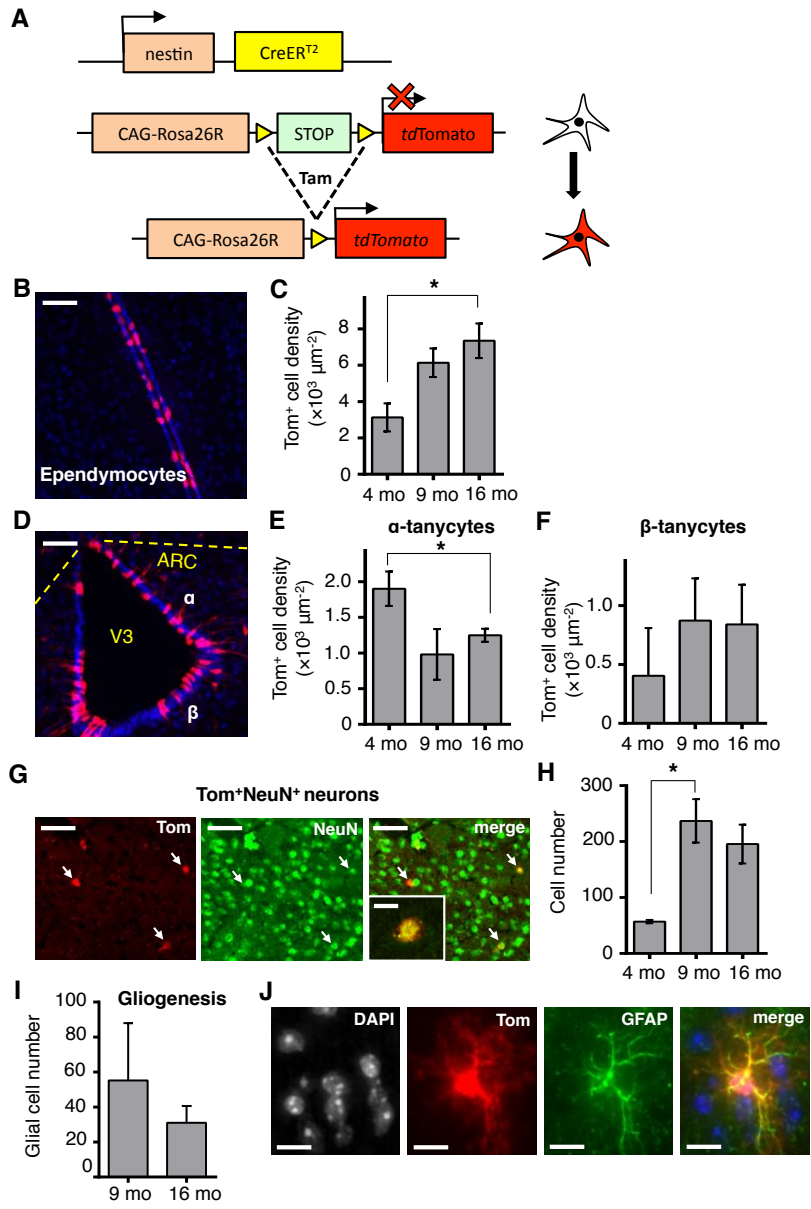 A
nestin
CreERT2
CAG-Rosa26R
STOP
tdTomato
Tam
CAG-Rosa26R
tdTomato
B
Ependymocytes
C
Tom+ cell density
(×10³ µm-2)
8
6
4
2
0
4 mo
9 mo
16 mo
*
D
ARC
α
V3
β
E
α-tanycytes
Tom+ cell density
(×10³ µm-2)
2.0
1.5
1.0
0.5
0
4 mo
9 mo
16 mo
*
F
β-tanycytes
Tom+ cell density
(×10³ µm-2)
1.0
0.5
0
4 mo
9 mo
16 mo
G
Tom+NeuN+ neurons
Tom
NeuN
merge
H
Cell number
300
200
100
0
4 mo
9 mo
16 mo
*
I
Gliogenesis
Glial cell number
100
80
60
40
20
0
9 mo
16 mo
J
DAPI
Tom
GFAP
merge